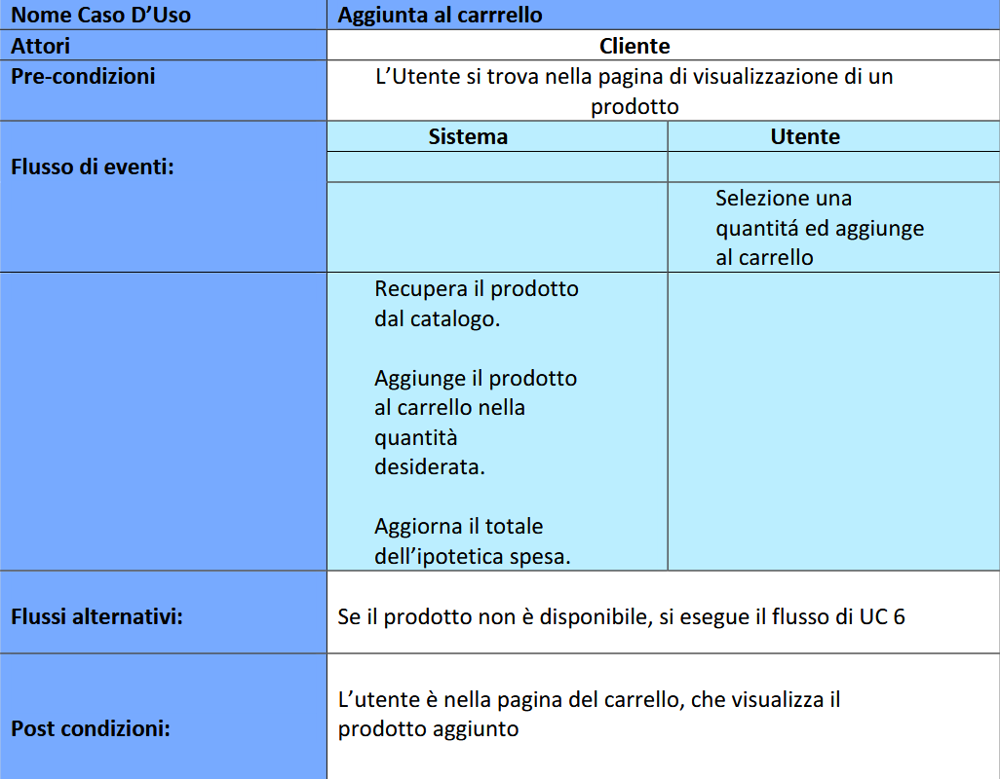 Nome Caso D’Uso
Aggiunta al carrrello
Attori
Cliente
Pre-condizioni
L’Utente si trova nella pagina di visualizzazione di un
prodotto
Flusso di eventi:
Sistema
Utente
Selezione una
quantitá ed aggiunge
al carrello
Recupera il prodotto
dal catalogo.
Aggiunge il prodotto
al carrello nella
quantità
desiderata.
Aggiorna il totale
dell’ipotetica spesa.
Flussi alternativi:
Se il prodotto non è disponibile, si esegue il flusso di UC 6
Post condizioni:
L’utente è nella pagina del carrello, che visualizza il
prodotto aggiunto